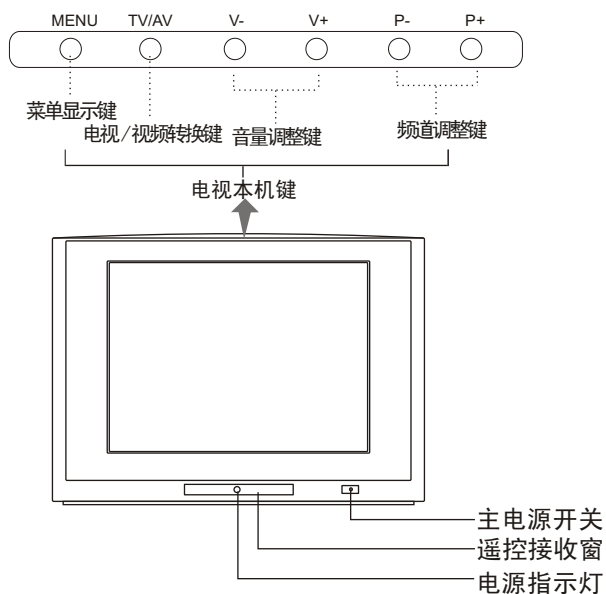 MENU TV/AV V- V+ P- P+
菜单显示键
电视/视频转换键 音量调整键 频道调整键
电视本机键
主电源开关
遥控接收窗
电源指示灯